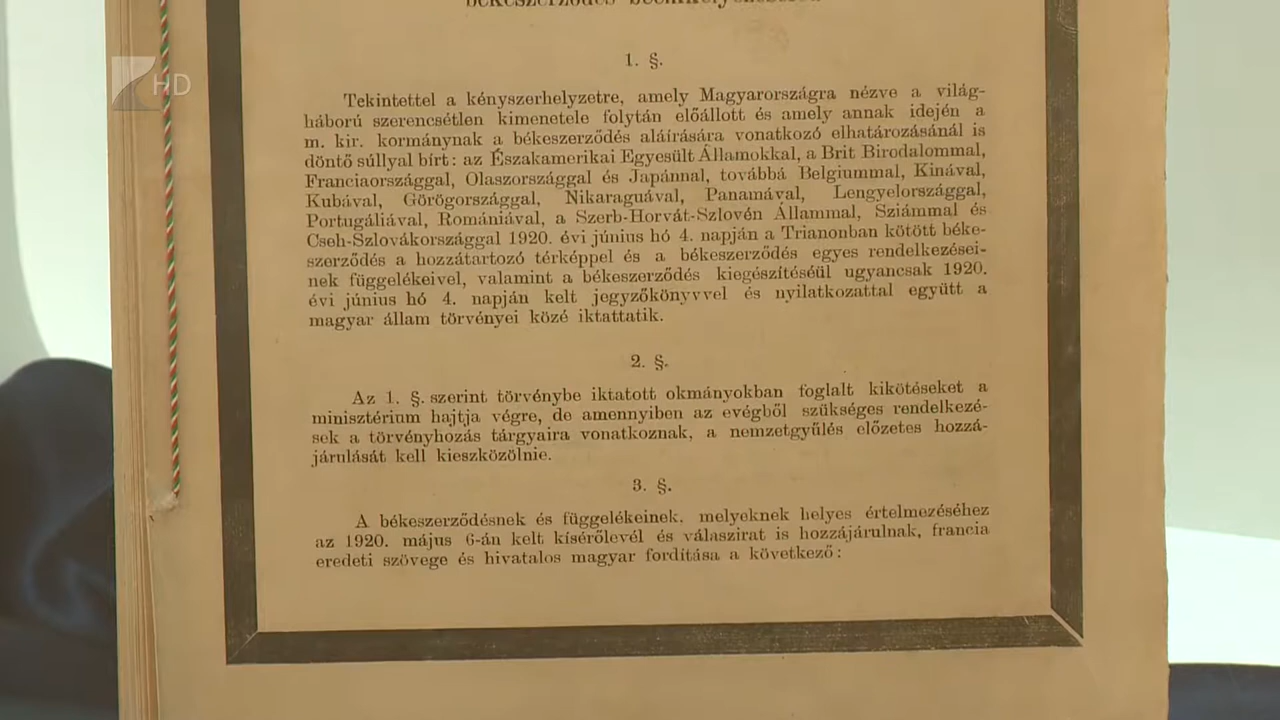 HD
békeszerződés becikkelyezéséről
1. §.
Tekintettel a kényszerhelyzetre, amely Magyarországra nézve a világ-
háború szerencsétlen kimenetele folytán előállott és amely annak idején a
m. kir. kormánynak a békeszerződés aláírására vonatkozó elhatározásánál is
döntő súllyal bírt: az Északamerikai Egyesült Államokkal, a Brit Birodalommal,
Franciaországgal, Olaszországgal és Japánnal, továbbá Belgiummal, Kínával,
Kubával, Görögországgal, Nikaraguával, Panamával, Lengyelországgal,
Portugáliával, Romániával, a Szerb-Horvát-Szlovén Állammal, Sziámmal és
Cseh-Szlovákországgal 1920. évi június hó 4. napján a Trianonban kötött béke-
szerződés a hozzátartozó térképpel és a békeszerződés egyes rendelkezései-
nek függelékeivel, valamint a békeszerződés kiegészítéséül ugyancsak 1920.
évi június hó 4. napján kelt jegyzőkönyvvel és nyilatkozattal együtt a
magyar állam törvényei közé iktattatik.
2. §.
Az 1. §. szerint törvénybe iktatott okmányokban foglalt kikötéseket a
minisztérium hajtja végre, de amennyiben az evégből szükséges rendelkezé-
sek a törvényhozás tárgyaira vonatkoznak, a nemzetgyűlés előzetes hozzá-
járulását kell kieszközölnie.
3. §.
A békeszerződésnek és függelékeinek, melyeknek helyes értelmezéséhez
az 1920. május 6-án kelt kísérőlevél és válaszirat is hozzájárulnak, francia
eredeti szövege és hivatalos magyar fordítása a következő: